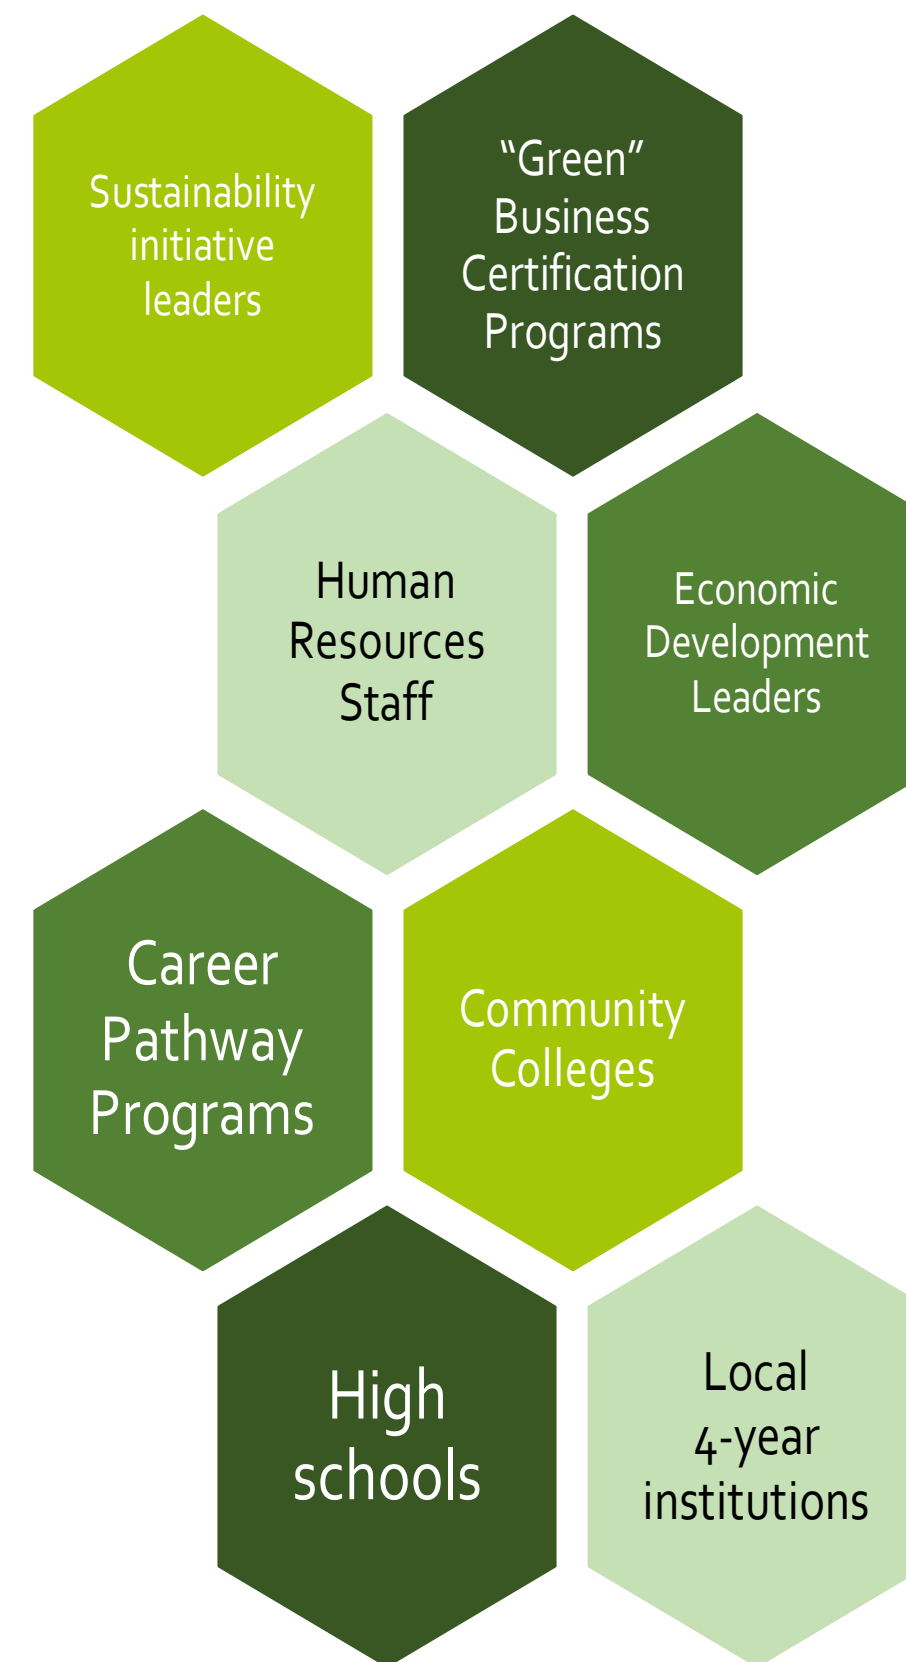 Sustainability
initiative
leaders
“Green”
Business
Certification
Programs
Human
Resources
Staff
Economic
Development
Leaders
Career
Pathway
Programs
Community
Colleges
High
schools
Local
4-year
institutions